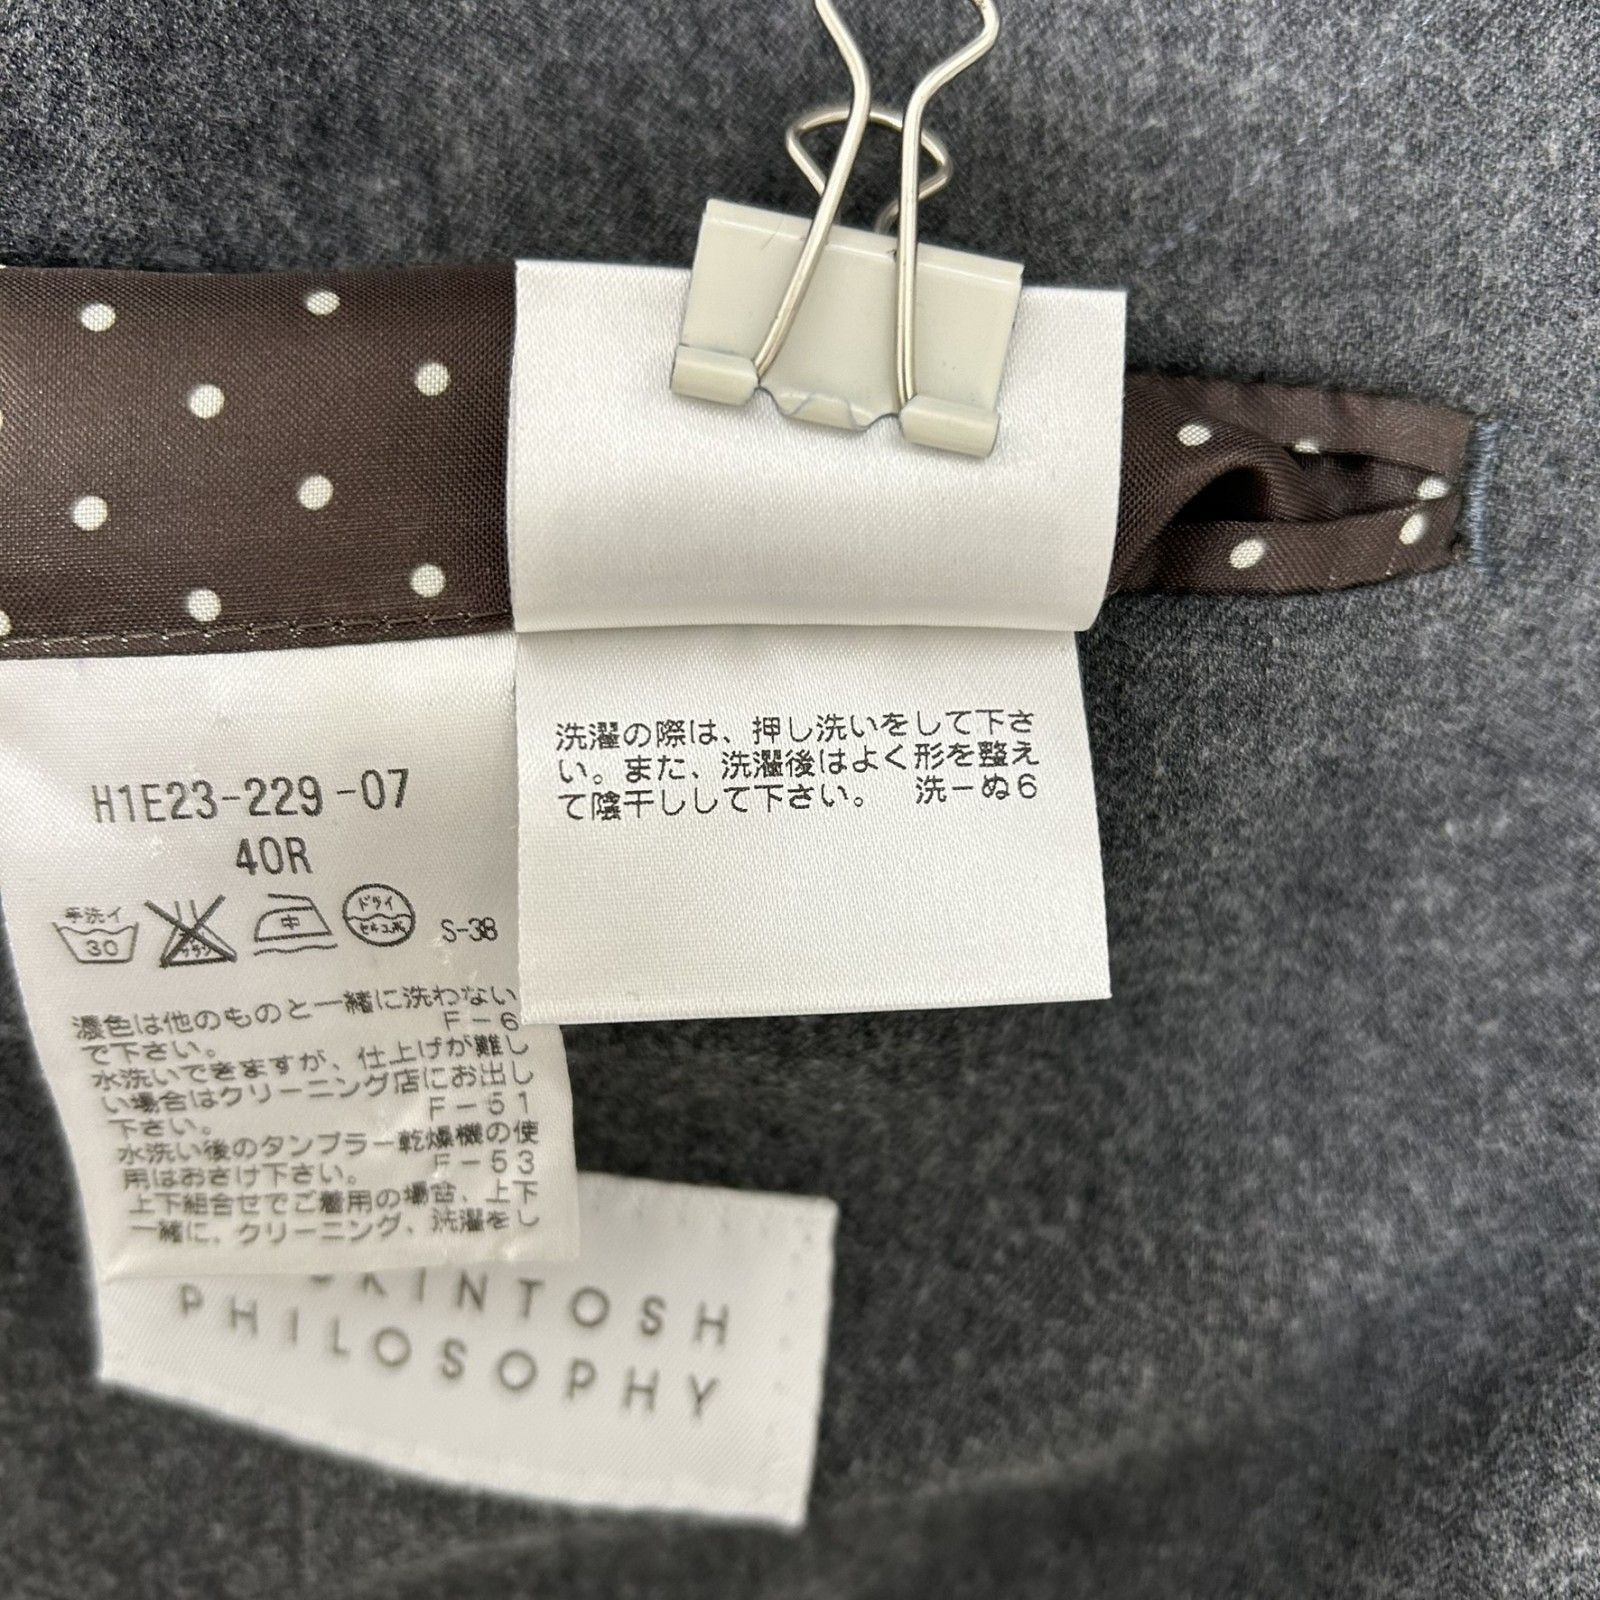 H1E23-229-07
40R
手洗イ
30
中
ドライ
S-38
濃色は他のものと一緒に洗わない
F-6
で下さい。
水洗いできますが、仕上げが難し
い場合はクリーニング店にお出し
F-51
下さい。
水洗い後のタンブラー乾燥機の使
用はおさけ下さい。 F-53
上下組合せでご着用の場合、上下
一緒に、クリーニング、洗濯をし
洗濯の際は、押し洗いをして下さ
い。また、洗濯後はよく形を整え
て陰干しして下さい。 洗-ぬ6
KINTOSH
PHILOSOPHY